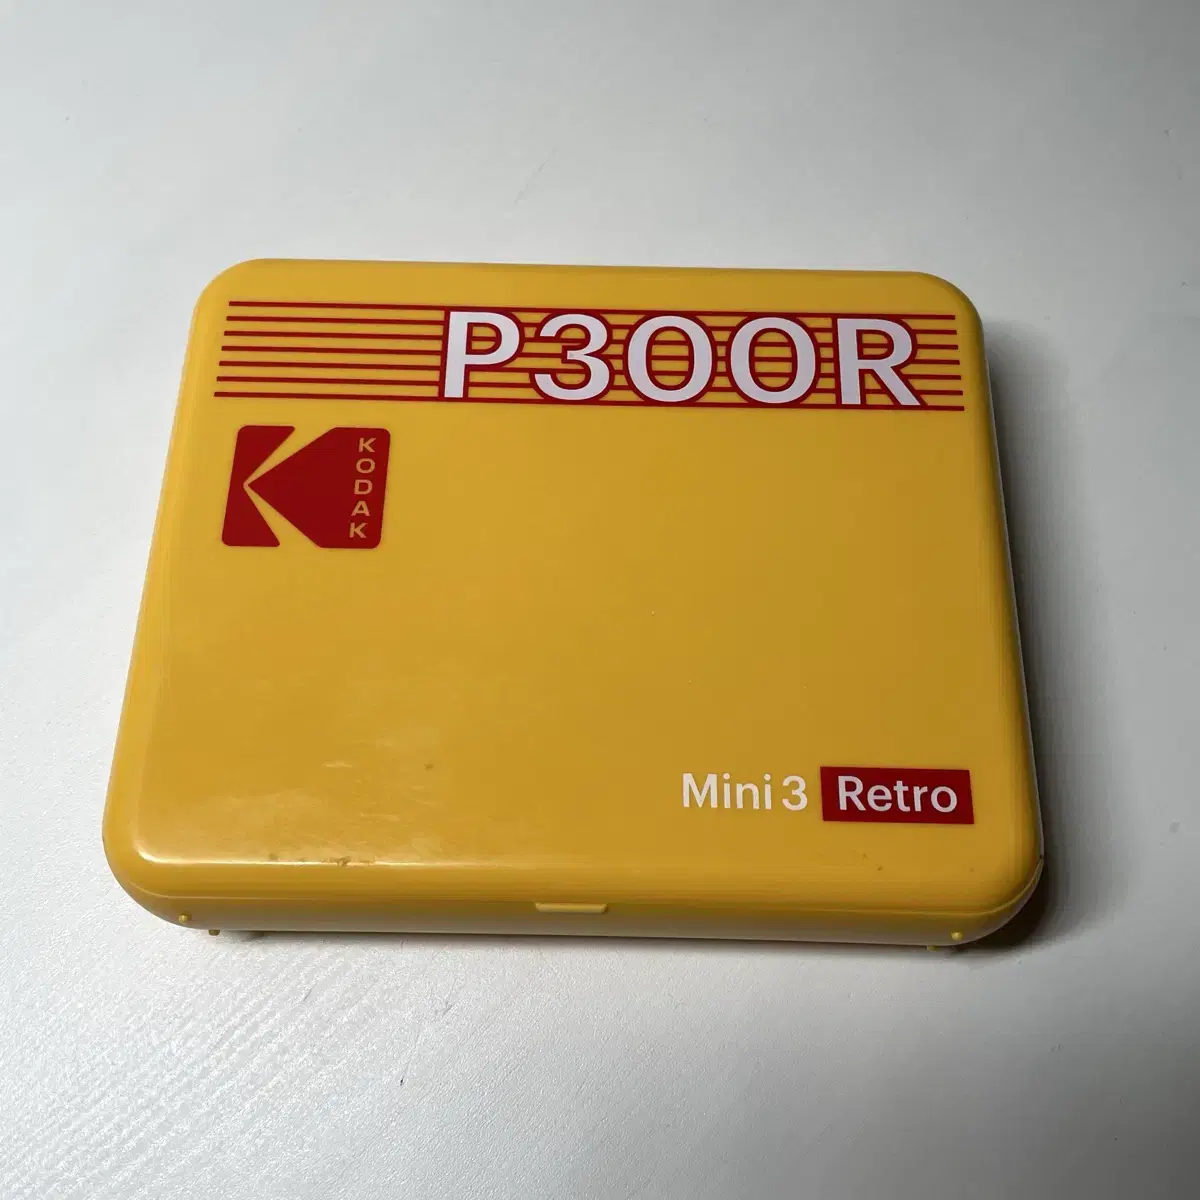 P300R
KODAK
Mini 3 Retro